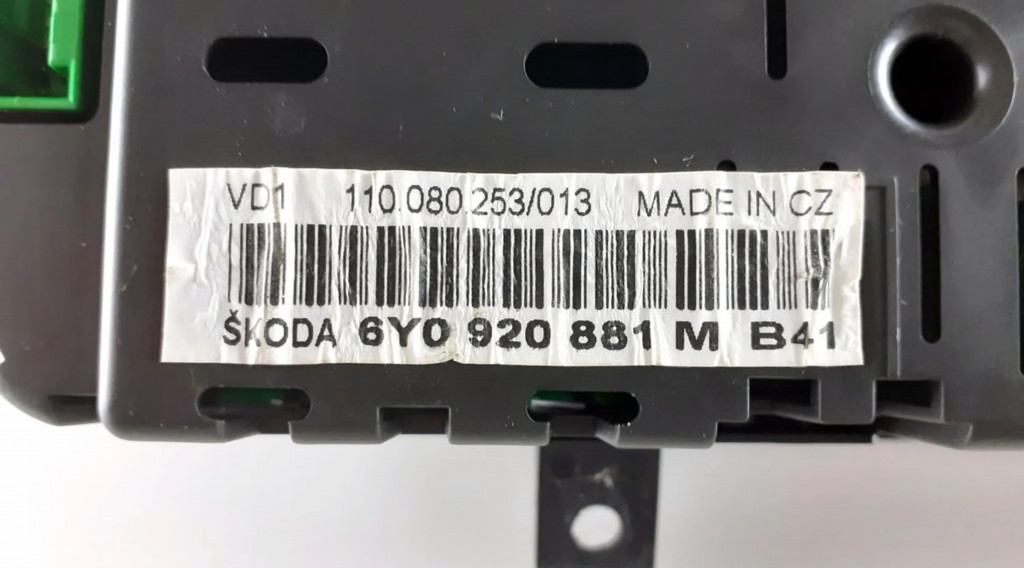 VD1 110.080.253/013 MADE IN CZ
ŠKODA 6Y0 920 881 M B41